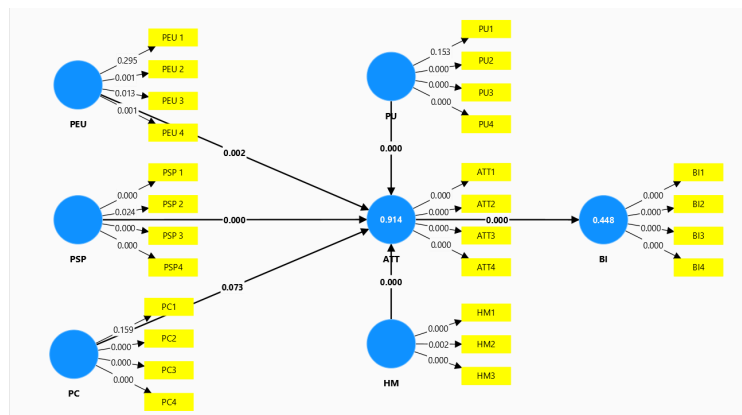 PEU 1
0.295
PEU 2
0.001
PEU 3
0.013
PEU 4
0.001
PEU
0.002
PU1
0.153
PU2
0.000
PU3
0.000
PU4
0.000
PU
0.000
PSP 1
0.000
PSP 2
0.024
PSP 3
0.000
PSP4
0.000
PSP
0.000
ATT1
0.000
ATT2
0.000
ATT3
0.000
ATT4
0.000
0.914
ATT
0.000
BI1
0.000
BI2
0.000
BI3
0.000
BI4
0.000
0.448
BI
0.073
0.000
PC1
0.159
PC2
0.000
PC3
0.000
PC4
0.000
PC
HM1
0.000
HM2
0.002
HM3
0.000
HM